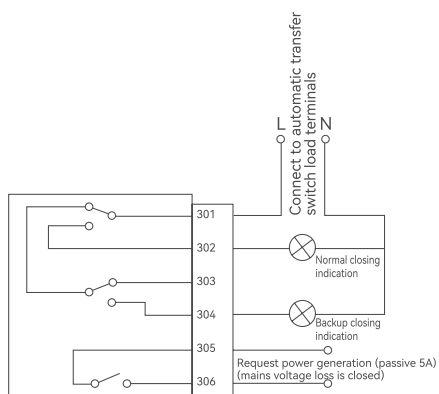 Connect to automatic transfer
switch load terminals
L
N
301
302
Normal closing
indication
303
304
Backup closing
indication
305
Request power generation (passive 5A)
(mains voltage loss is closed)
306